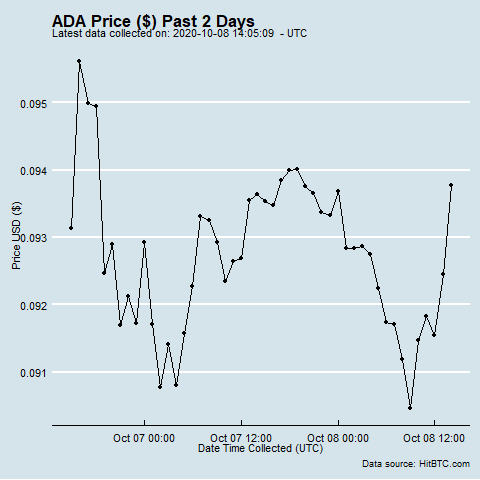 ADA Price ($) Past 2 Days
Latest data collected on: 2020-10-08 14:05:09 - UTC
Price USD ($)
0.095
0.094
0.093
0.092
0.091
Oct 07 00:00
Oct 07 12:00
Oct 08 00:00
Oct 08 12:00
Date Time Collected (UTC)
Data source: HitBTC.com